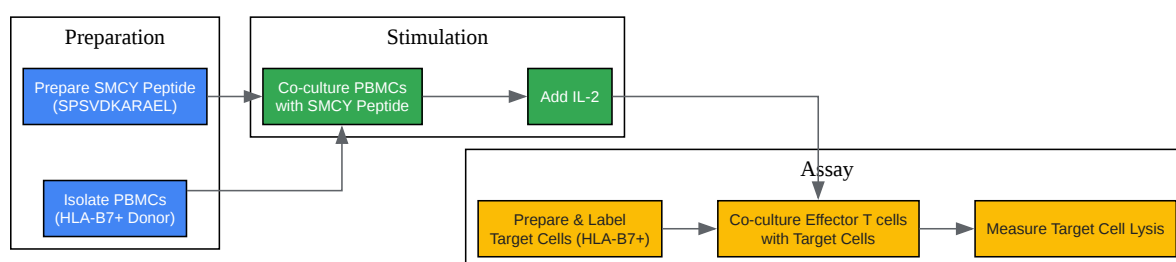 Preparation
Prepare SMCY Peptide
(SPSVDKARAEL)
Isolate PBMCs
(HLA-B7+ Donor)
Stimulation
Co-culture PBMCs
with SMCY Peptide
Add IL-2
Assay
Prepare & Label
Target Cells (HLA-B7+)
Co-culture Effector T cells
with Target Cells
Measure Target Cell Lysis